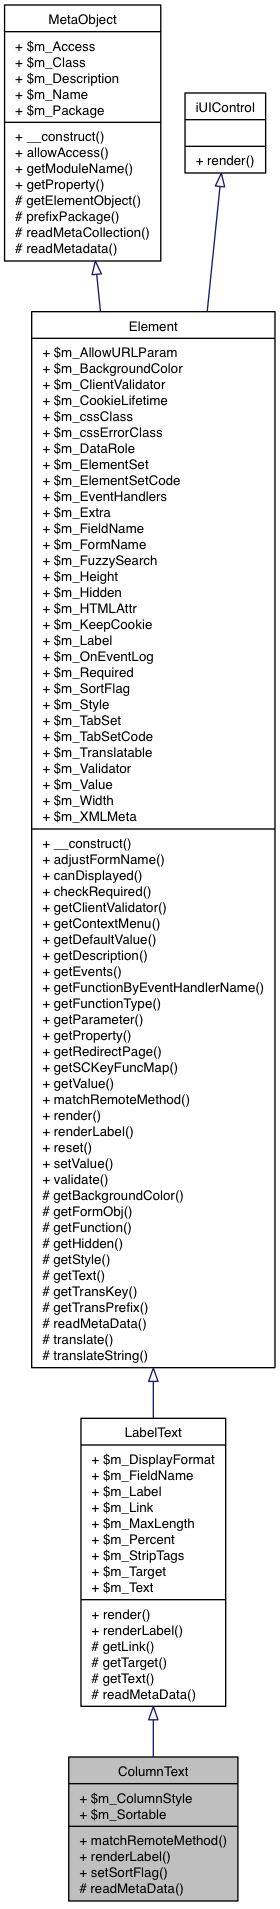 MetaObject
+ $m_Access
+ $m_Class
+ $m_Description
+ $m_Name
+ $m_Package
+ __construct()
+ allowAccess()
+ getModuleName()
+ getProperty()
# getElementObject()
# prefixPackage()
# readMetaCollection()
# readMetadata()
iUIControl
+ render()
Element
+ $m_AllowURLParam
+ $m_BackgroundColor
+ $m_ClientValidator
+ $m_CookieLifetime
+ $m_cssClass
+ $m_cssErrorClass
+ $m_DataRole
+ $m_ElementSet
+ $m_ElementSetCode
+ $m_EventHandlers
+ $m_Extra
+ $m_FieldName
+ $m_FormName
+ $m_FuzzySearch
+ $m_Height
+ $m_Hidden
+ $m_HTMLAttr
+ $m_KeepCookie
+ $m_Label
+ $m_OnEventLog
+ $m_Required
+ $m_SortFlag
+ $m_Style
+ $m_TabSet
+ $m_TabSetCode
+ $m_Translatable
+ $m_Validator
+ $m_Value
+ $m_Width
+ $m_XMLMeta
+ __construct()
+ adjustFormName()
+ canDisplayed()
+ checkRequired()
+ getClientValidator()
+ getContextMenu()
+ getDefaultValue()
+ getDescription()
+ getEvents()
+ getFunctionByEventHandlerName()
+ getFunctionType()
+ getParameter()
+ getProperty()
+ getRedirectPage()
+ getSCKeyFuncMap()
+ getValue()
+ matchRemoteMethod()
+ render()
+ renderLabel()
+ reset()
+ setValue()
+ validate()
# getBackgroundColor()
# getFormObj()
# getFunction()
# getHidden()
# getStyle()
# getText()
# getTransKey()
# getTransPrefix()
# readMetaData()
# translate()
# translateString()
LabelText
+ $m_DisplayFormat
+ $m_FieldName
+ $m_Label
+ $m_Link
+ $m_MaxLength
+ $m_Percent
+ $m_StripTags
+ $m_Target
+ $m_Text
+ render()
+ renderLabel()
# getLink()
# getTarget()
# getText()
# readMetaData()
ColumnText
+ $m_ColumnStyle
+ $m_Sortable
+ matchRemoteMethod()
+ renderLabel()
+ setSortFlag()
# readMetaData()